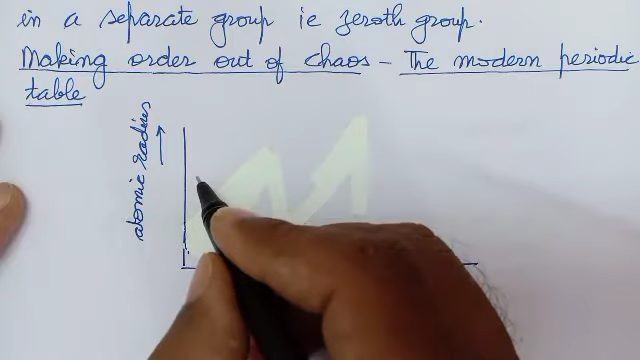 in a separate group ie zeroth group.
Making order out of chaos - The modern periodic
table
atomic radius